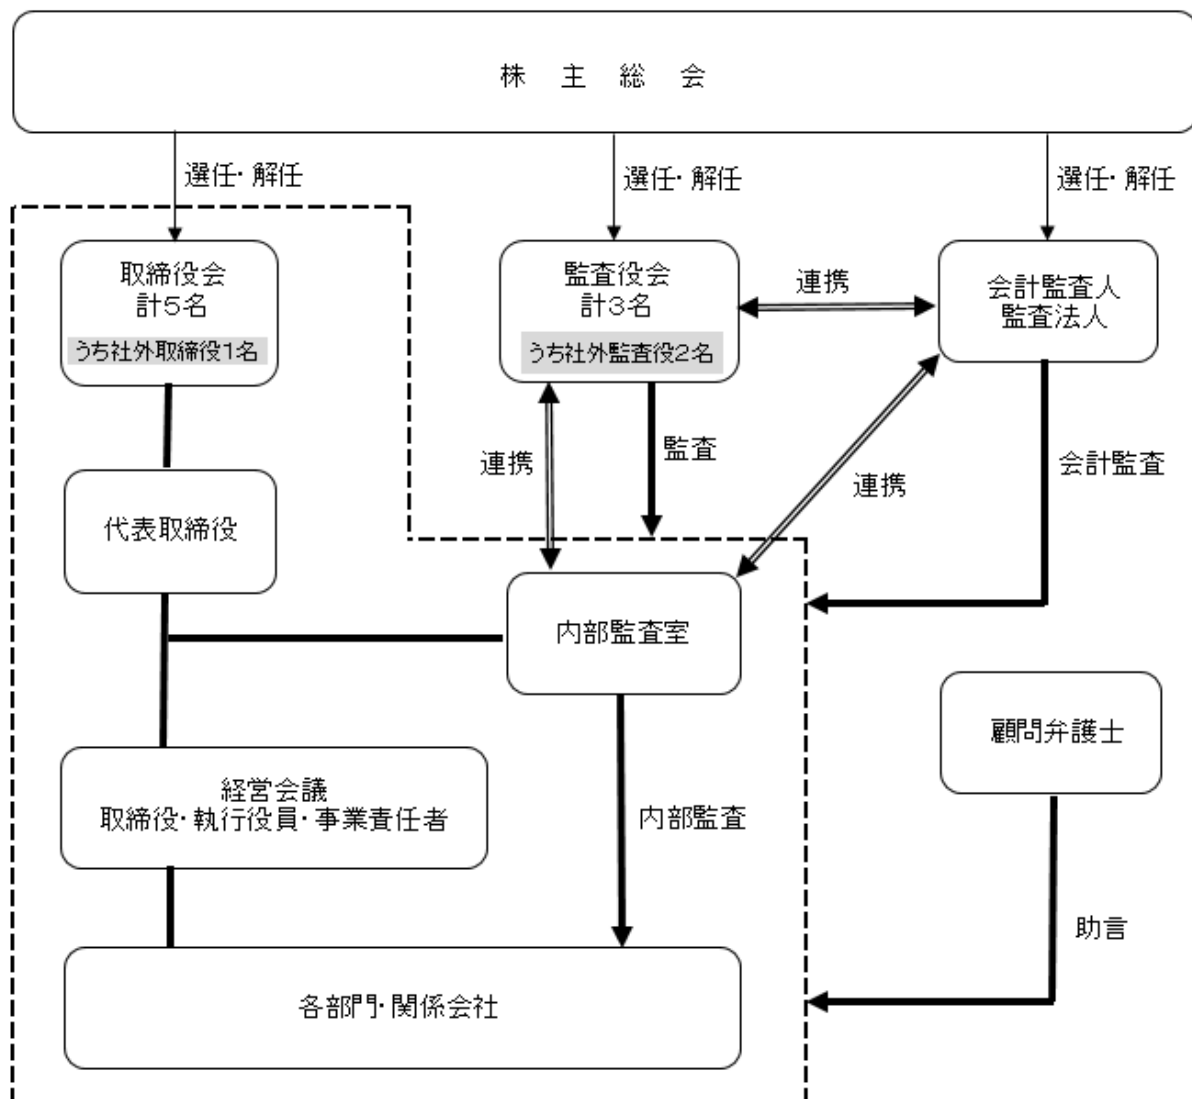 株 主 総 会
選任・解任
選任・解任
選任・解任
取締役会
計5名
うち社外取締役1名
監査役会
計3名
うち社外監査役2名
連携
会計監査人
監査法人
連携
監査
連携
会計監査
代表取締役
内部監査室
顧問弁護士
経営会議
取締役・執行役員・事業責任者
内部監査
助言
各部門・関係会社